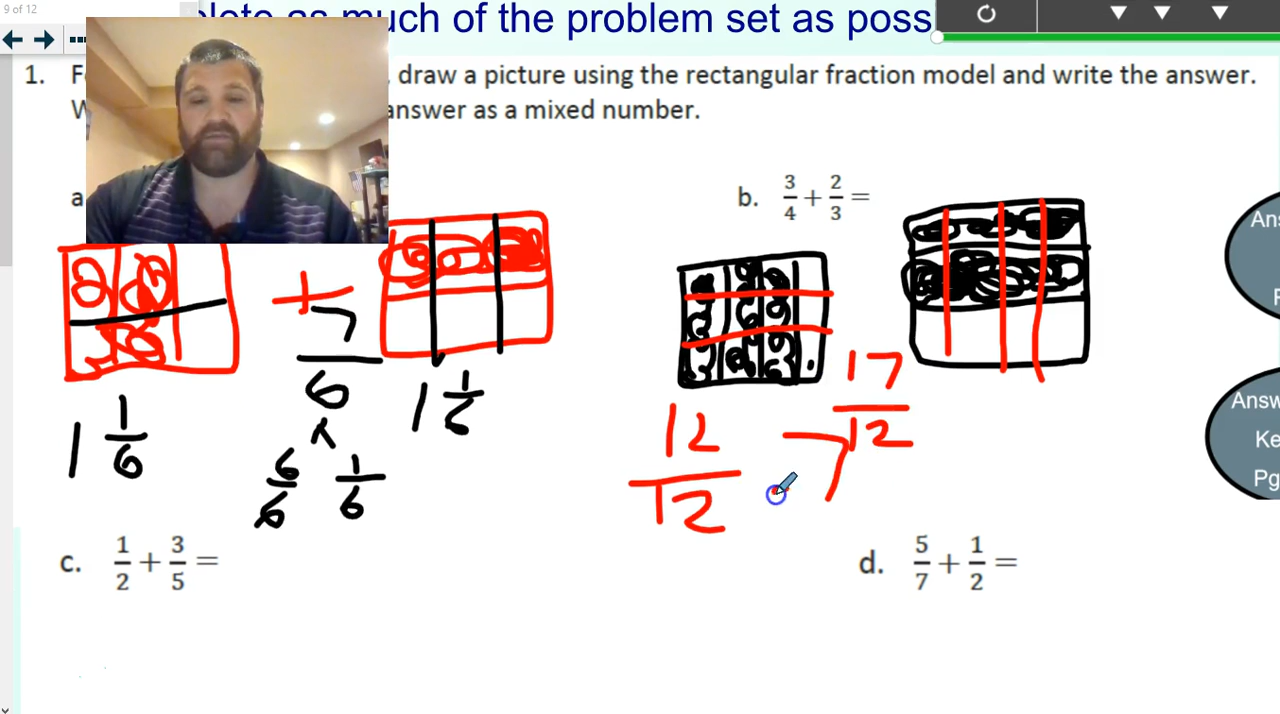 9 of 12
plete as much of the problem set as poss
1. F , draw a picture using the rectangular fraction model and write the answer.
W answer as a mixed number.
a
b. 3/4 + 2/3 =
+
7/6
1 1/6
1 1/6
6/6 1/6
17/12
12/12 7
c. 1/2 + 3/5 =
d. 5/7 + 1/2 =
Ans
Answ
Ke
Pg